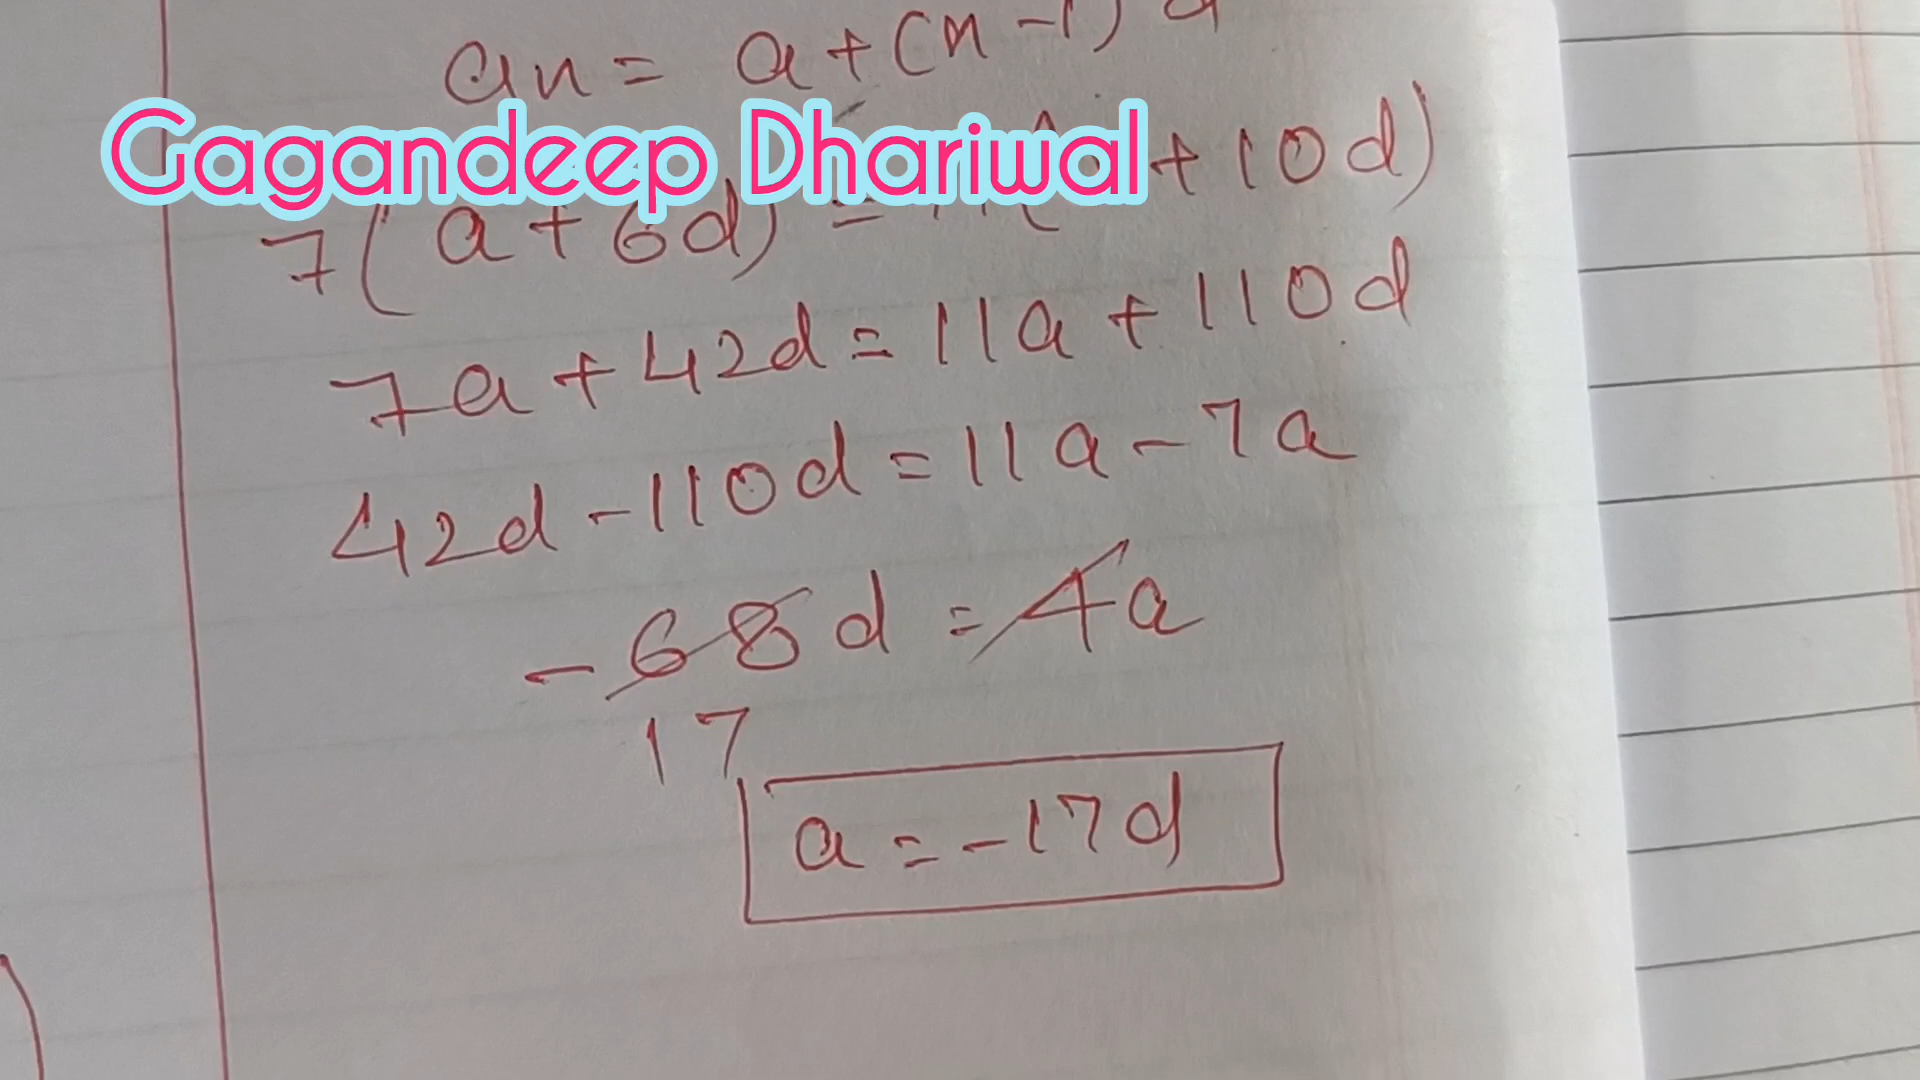 an = a + (n - 1) d
Gagandeep Dhariwal
7(a + 6d) = 11( + 10d)
7a + 42d = 11a + 110d
42d - 110d = 11a - 7a
- 68d = 4a
17
a = - 17d